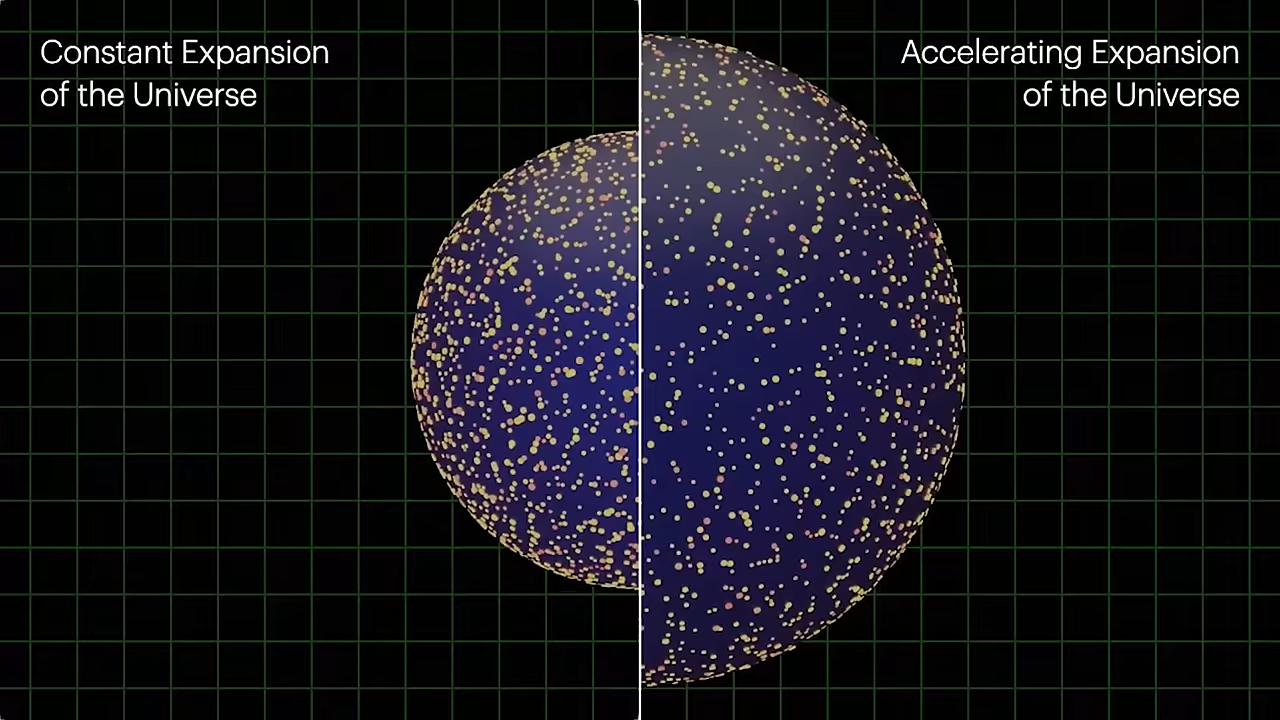 Constant Expansion
of the Universe
Accelerating Expansion
of the Universe